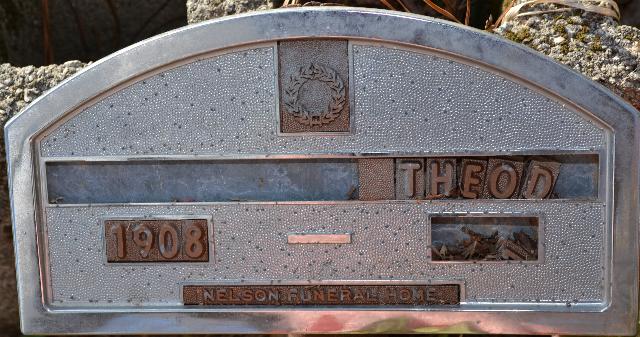 THEOD
1908 –
NELSON FUNERAL HOME